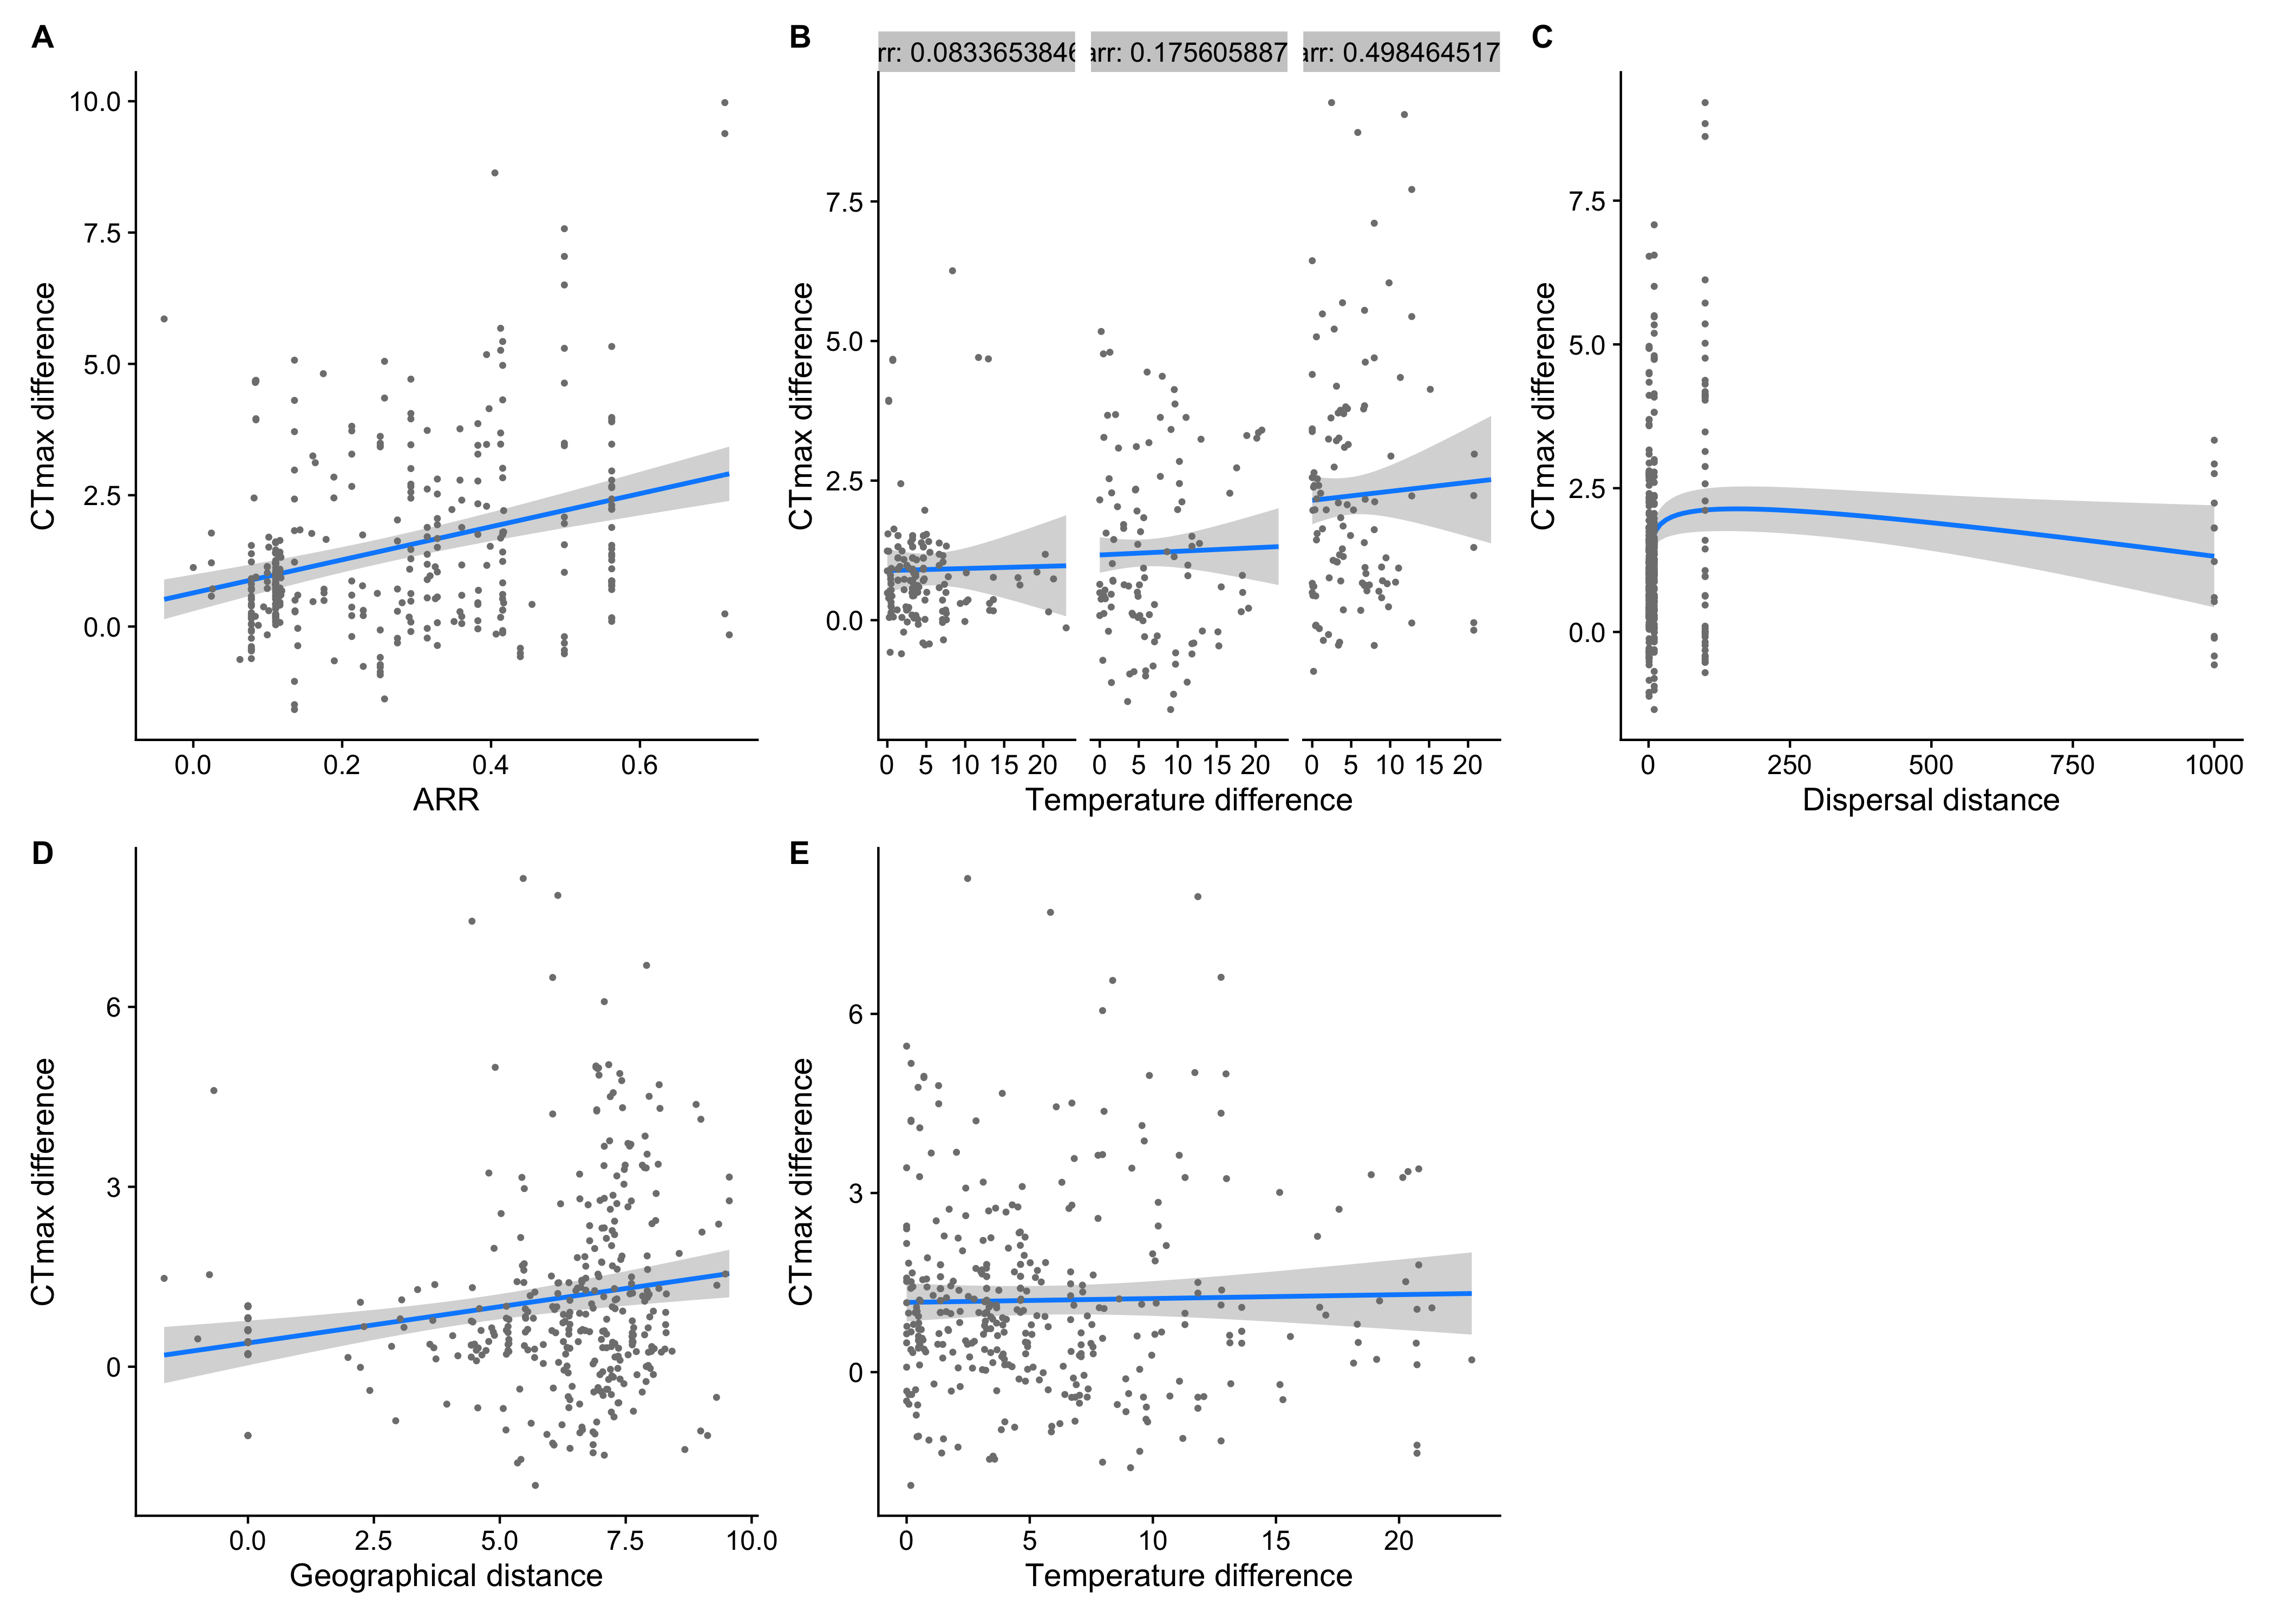 A
CTmax difference
10.0
7.5
5.0
2.5
0.0
0.0 0.2 0.4 0.6
ARR
B
rr: 0.0833653846
arr: 0.175605887
arr: 0.498464517
CTmax difference
7.5
5.0
2.5
0.0
0 5 10 15 20
0 5 10 15 20
0 5 10 15 20
Temperature difference
C
CTmax difference
7.5
5.0
2.5
0.0
0 250 500 750 1000
Dispersal distance
D
CTmax difference
6
3
0
0.0 2.5 5.0 7.5 10.0
Geographical distance
E
CTmax difference
6
3
0
0 5 10 15 20
Temperature difference